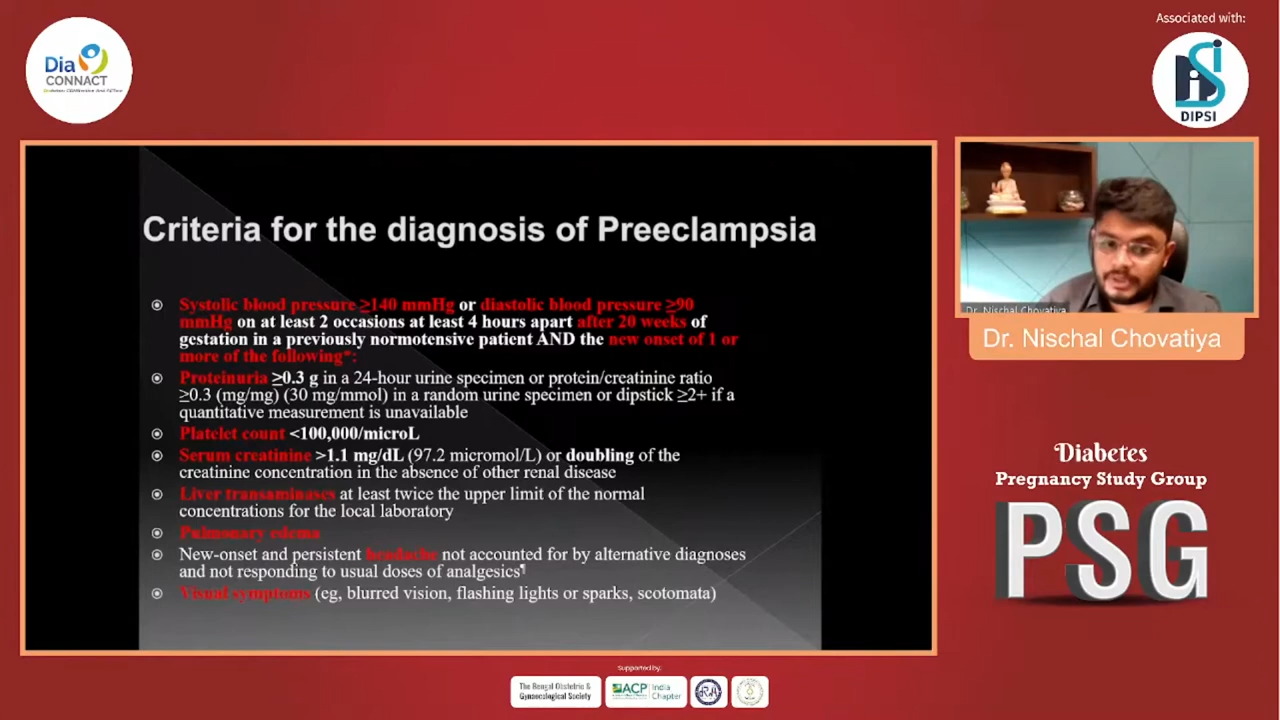 Associated with:
Dia
CONNACT
DIPSI
Criteria for the diagnosis of Preeclampsia
Systolic blood pressure ≥140 mmHg or diastolic blood pressure ≥90
mmHg on at least 2 occasions at least 4 hours apart after 20 weeks of
gestation in a previously normotensive patient AND the new onset of 1 or
more of the following*:
Proteinuria ≥0.3 g in a 24-hour urine specimen or protein/creatinine ratio
≥0.3 (mg/mg) (30 mg/mmol) in a random urine specimen or dipstick ≥2+ if a
quantitative measurement is unavailable
Platelet count <100,000/microL
Serum creatinine >1.1 mg/dL (97.2 micromol/L) or doubling of the
creatinine concentration in the absence of other renal disease
Liver transaminases at least twice the upper limit of the normal
concentrations for the local laboratory
Pulmonary edema
New-onset and persistent headache not accounted for by alternative diagnoses
and not responding to usual doses of analgesics¶
Visual symptoms (eg, blurred vision, flashing lights or sparks, scotomata)
Dr. Nischal Chovatiya
Dr. Nischal Chovatiya
Diabetes
Pregnancy Study Group
PSG
Supported by:
The Bengal Obstetric &
Gynaecological Society
ACP
India
Chapter